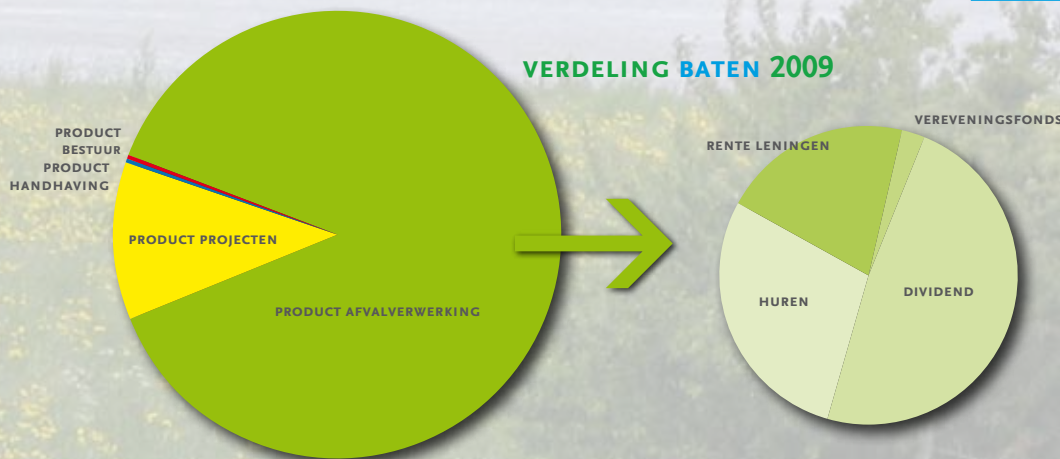 VERDELING BATEN 2009
PRODUCT
BESTUUR
PRODUCT
HANDHAVING
PRODUCT PROJECTEN
PRODUCT AFVALVERWERKING
VEREVENINGSFONDS
RENTE LENINGEN
HUREN
DIVIDEND